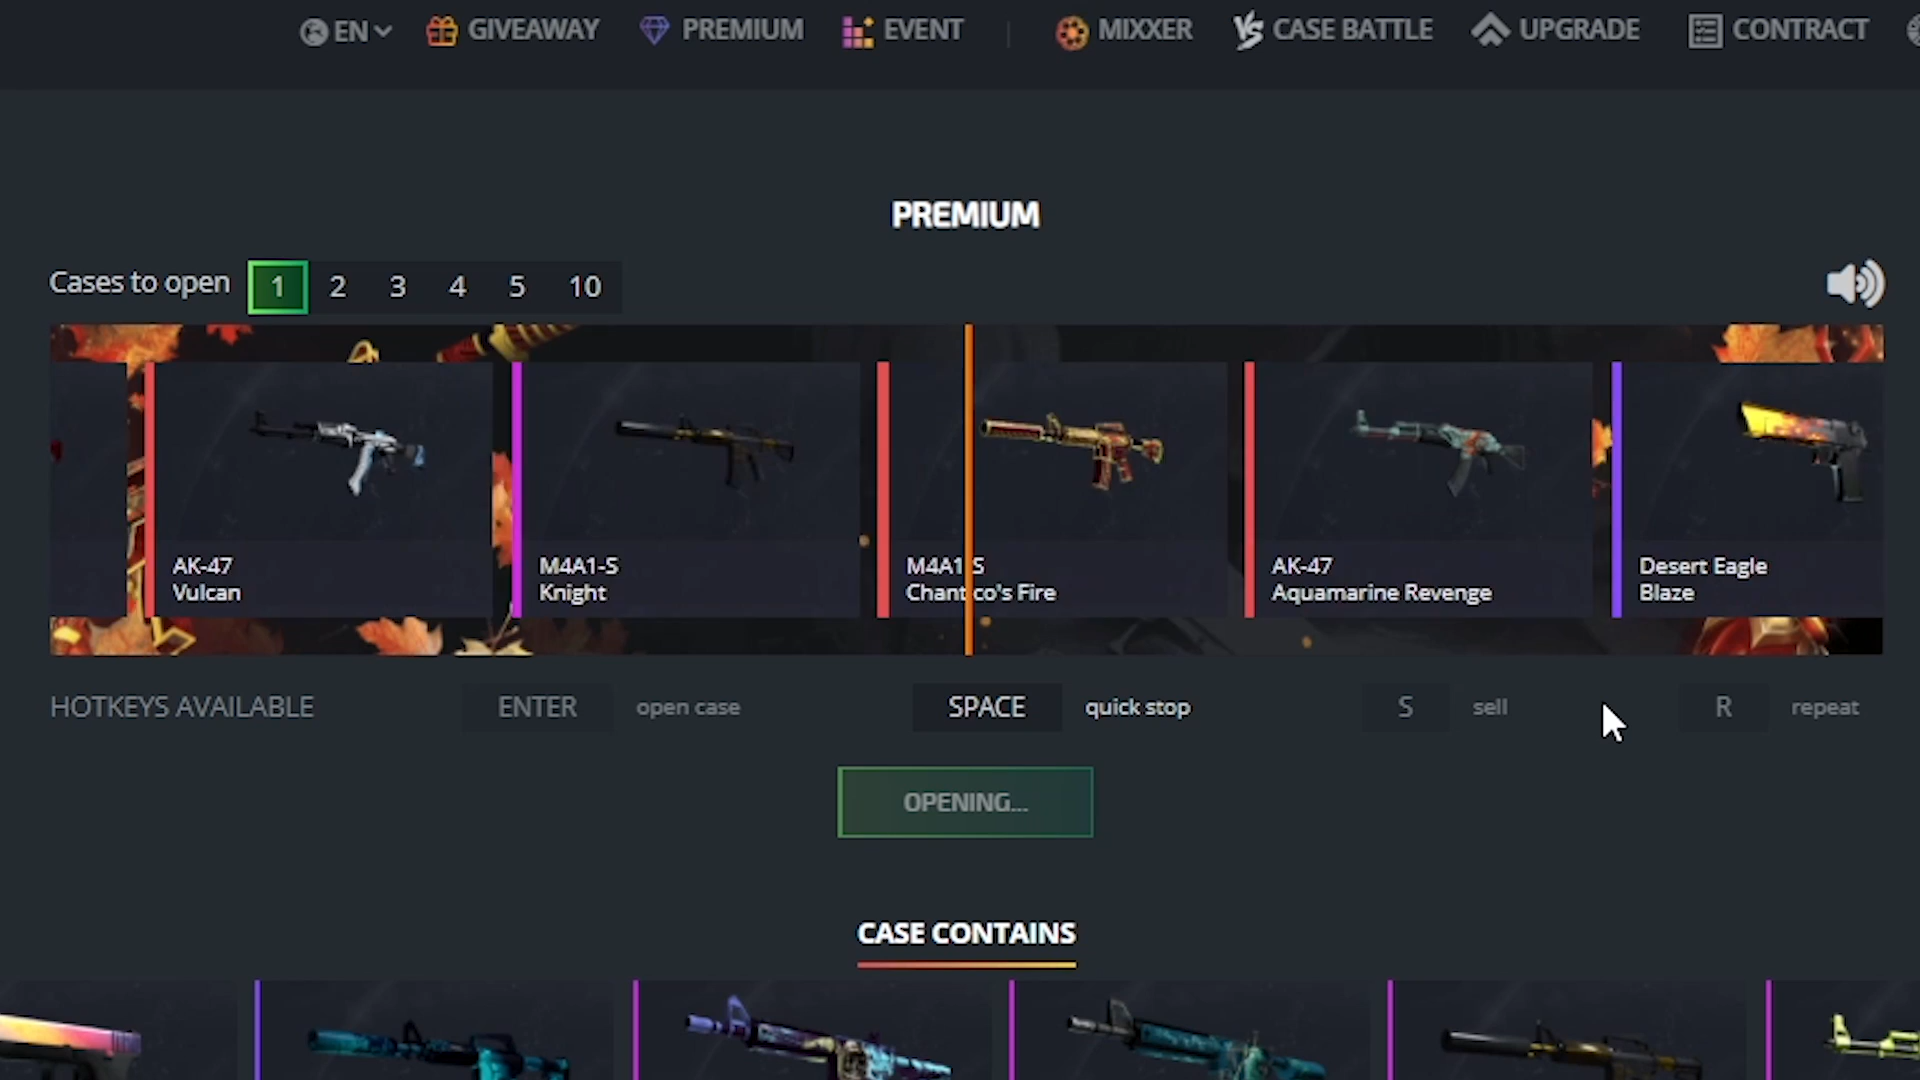 EN GIVEAWAY PREMIUM EVENT MIXXER VS CASE BATTLE UPGRADE CONTRACT
PREMIUM
Cases to open 1 2 3 4 5 10
AK-47
Vulcan
M4A1-S
Knight
M4A1-S
Chantico's Fire
AK-47
Aquamarine Revenge
Desert Eagle
Blaze
HOTKEYS AVAILABLE ENTER open case SPACE quick stop S sell R repeat
OPENING...
CASE CONTAINS